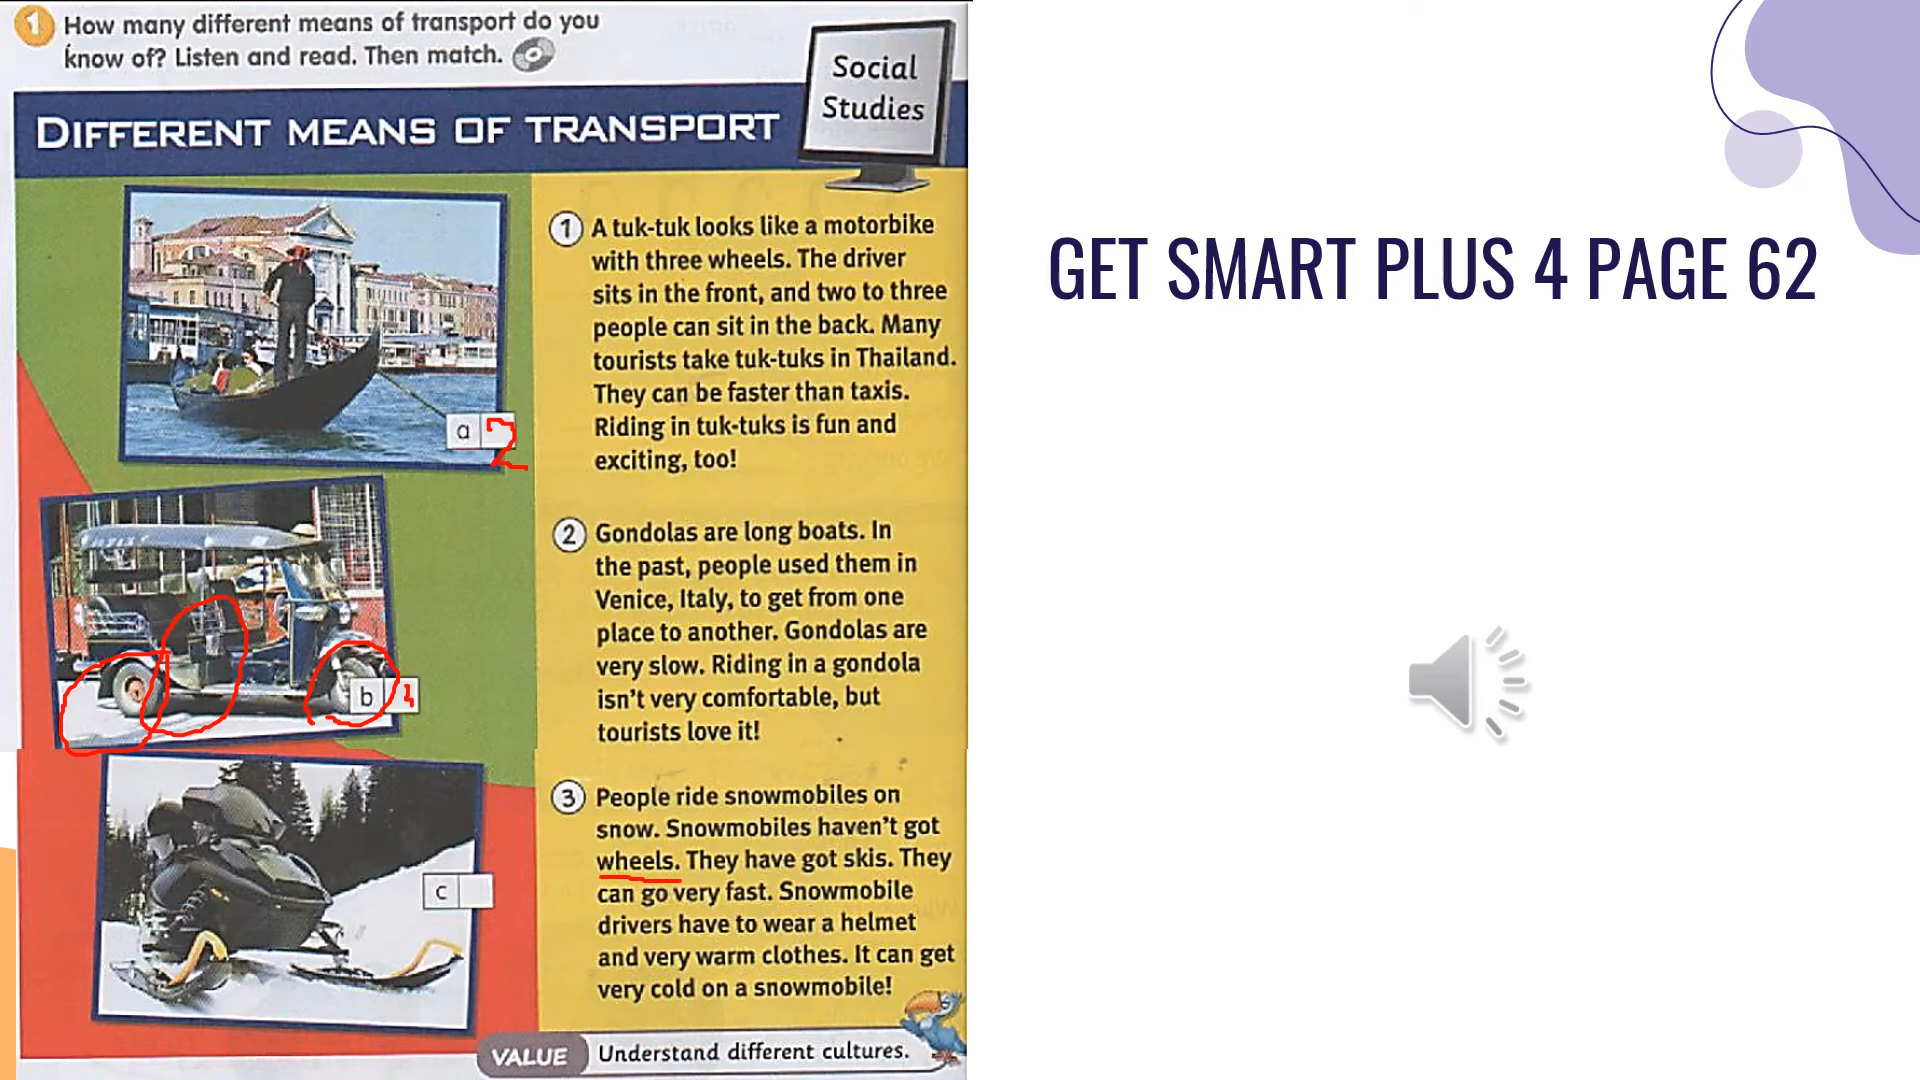 1 How many different means of transport do you
know of? Listen and read. Then match.
Social
Studies
DIFFERENT MEANS OF TRANSPORT
a 2
b 1
c
1 A tuk-tuk looks like a motorbike
with three wheels. The driver
sits in the front, and two to three
people can sit in the back. Many
tourists take tuk-tuks in Thailand.
They can be faster than taxis.
Riding in tuk-tuks is fun and
exciting, too!
2 Gondolas are long boats. In
the past, people used them in
Venice, Italy, to get from one
place to another. Gondolas are
very slow. Riding in a gondola
isn't very comfortable, but
tourists love it!
3 People ride snowmobiles on
snow. Snowmobiles haven't got
wheels. They have got skis. They
can go very fast. Snowmobile
drivers have to wear a helmet
and very warm clothes. It can get
very cold on a snowmobile!
VALUE Understand different cultures.
GET SMART PLUS 4 PAGE 62